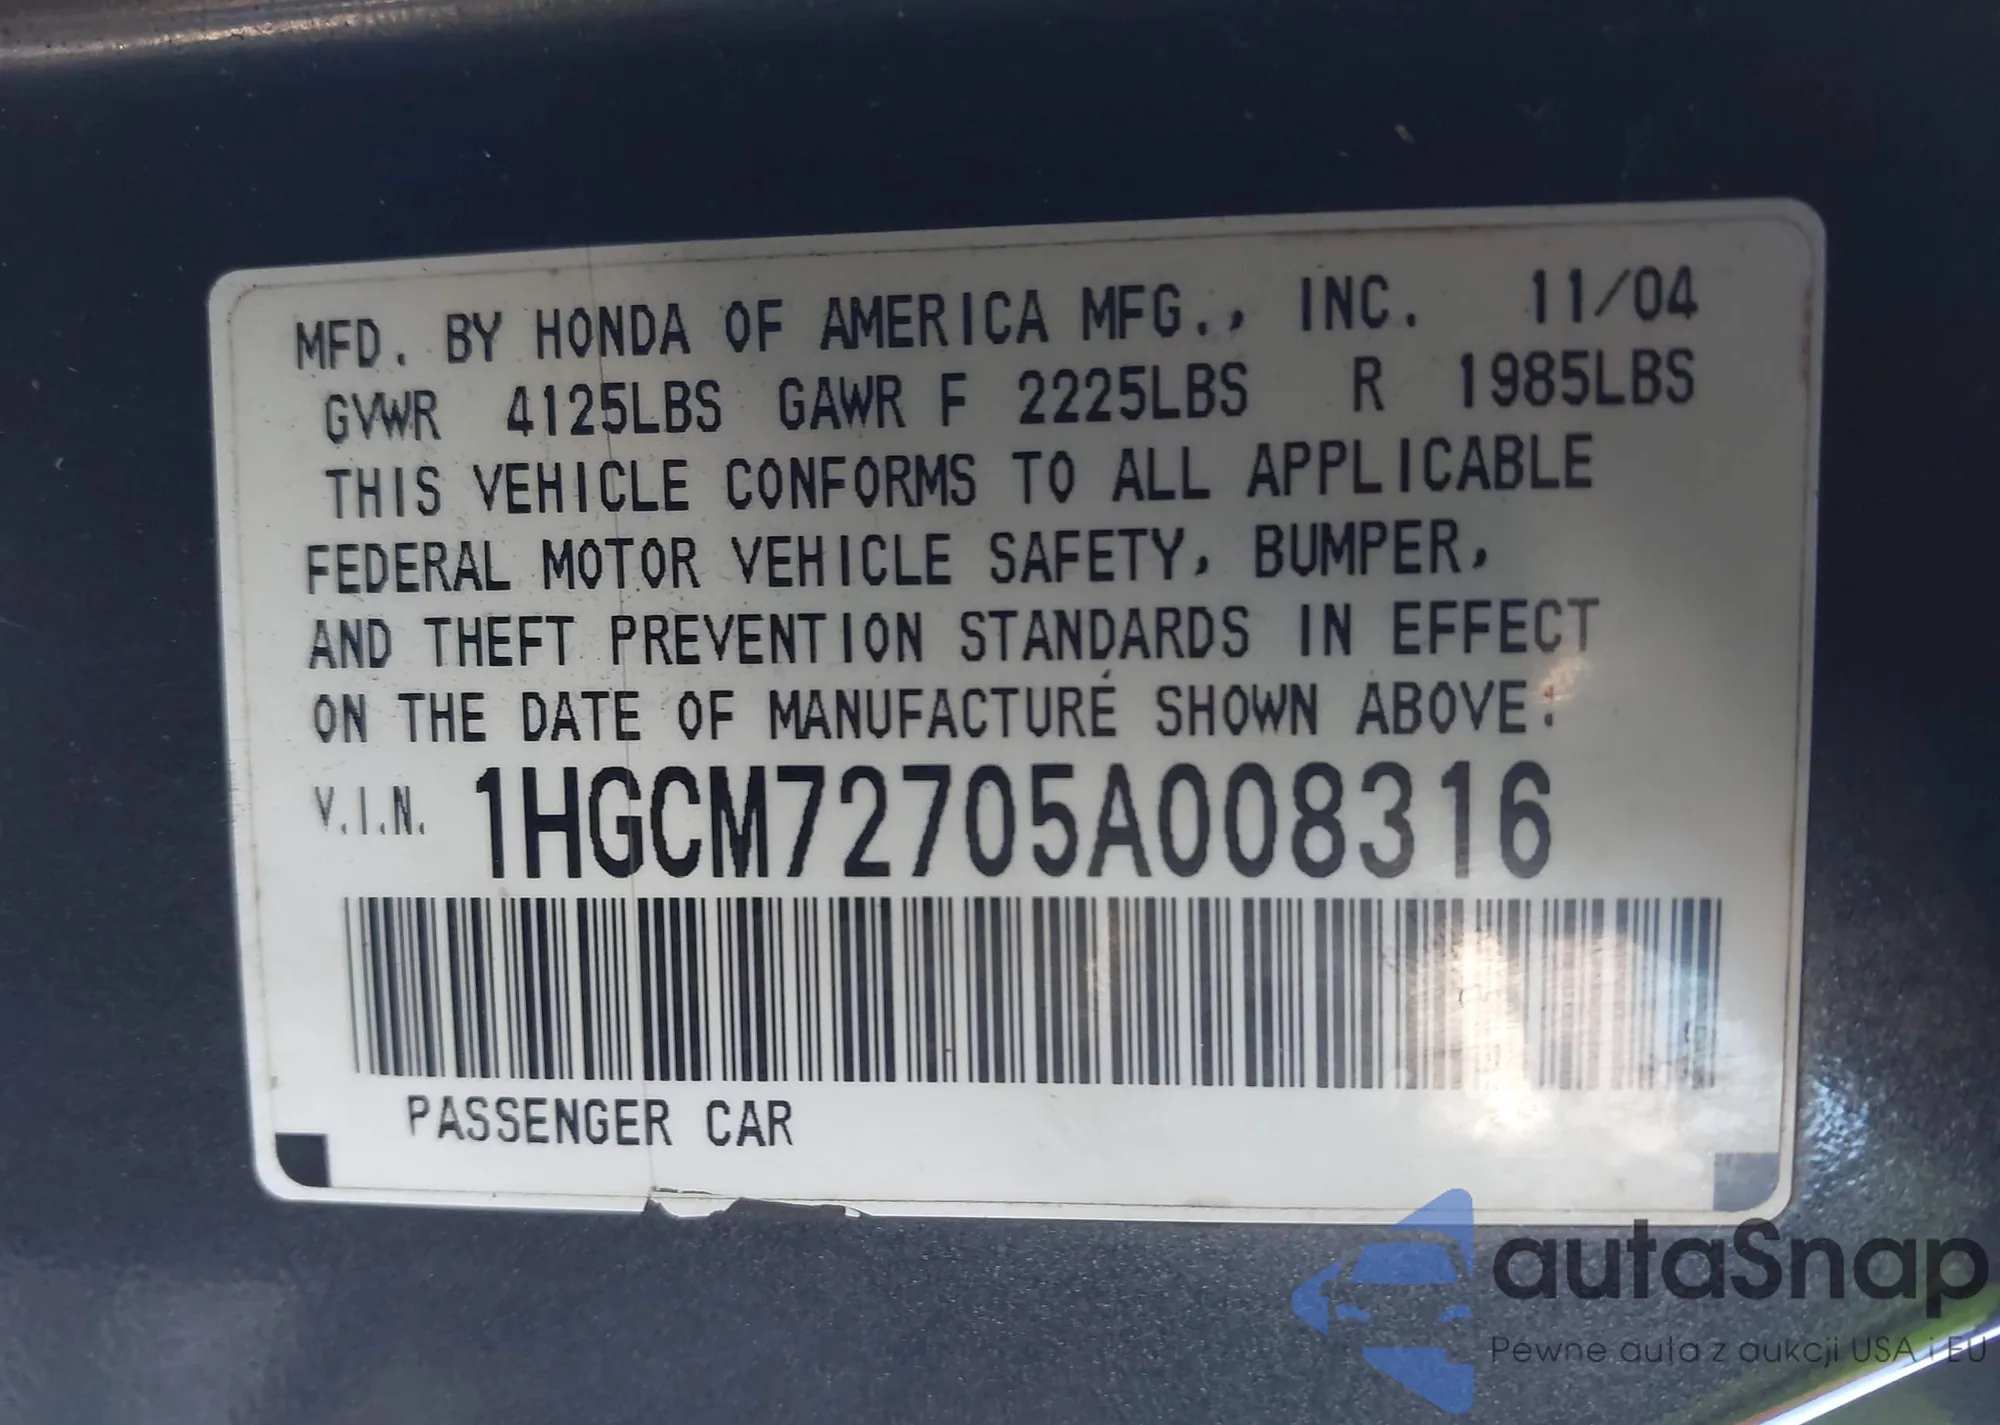 MFD. BY HONDA OF AMERICA MFG., INC. 11/04
GVWR 4125LBS GAWR F 2225LBS R 1985LBS
THIS VEHICLE CONFORMS TO ALL APPLICABLE
FEDERAL MOTOR VEHICLE SAFETY, BUMPER,
AND THEFT PREVENTION STANDARDS IN EFFECT
ON THE DATE OF MANUFACTURE SHOWN ABOVE.
V.I.N. 1HGCM72705A008316
PASSENGER CAR
autaSnap
Pewne auta z aukcji USA i EU